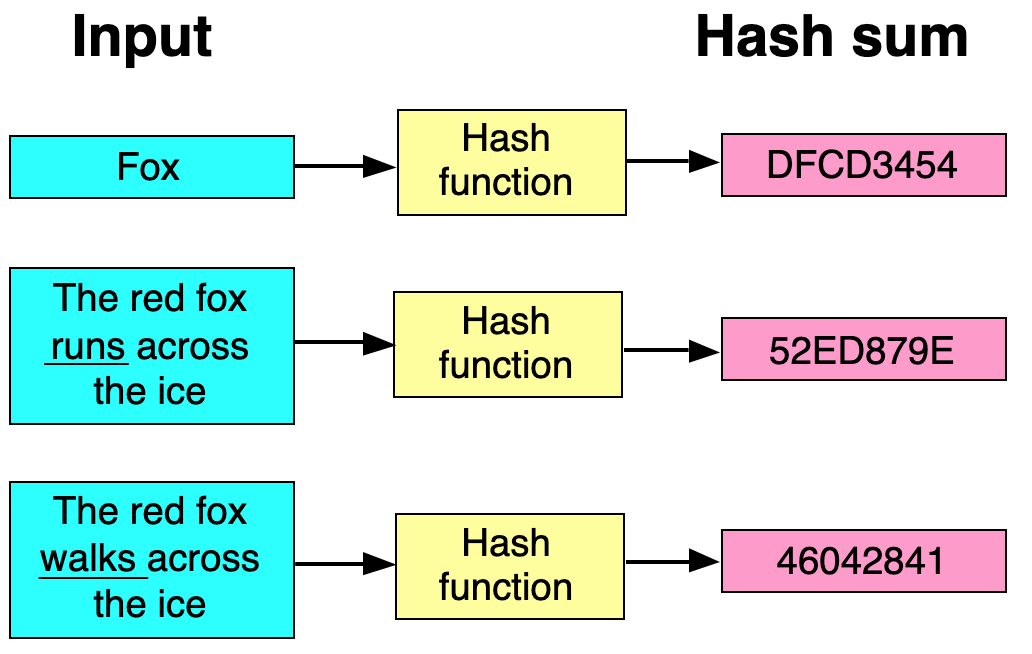 Input
Hash sum
Fox
Hash
function
DFCD3454
The red fox
runs across
the ice
Hash
function
52ED879E
The red fox
walks across
the ice
Hash
function
46042841